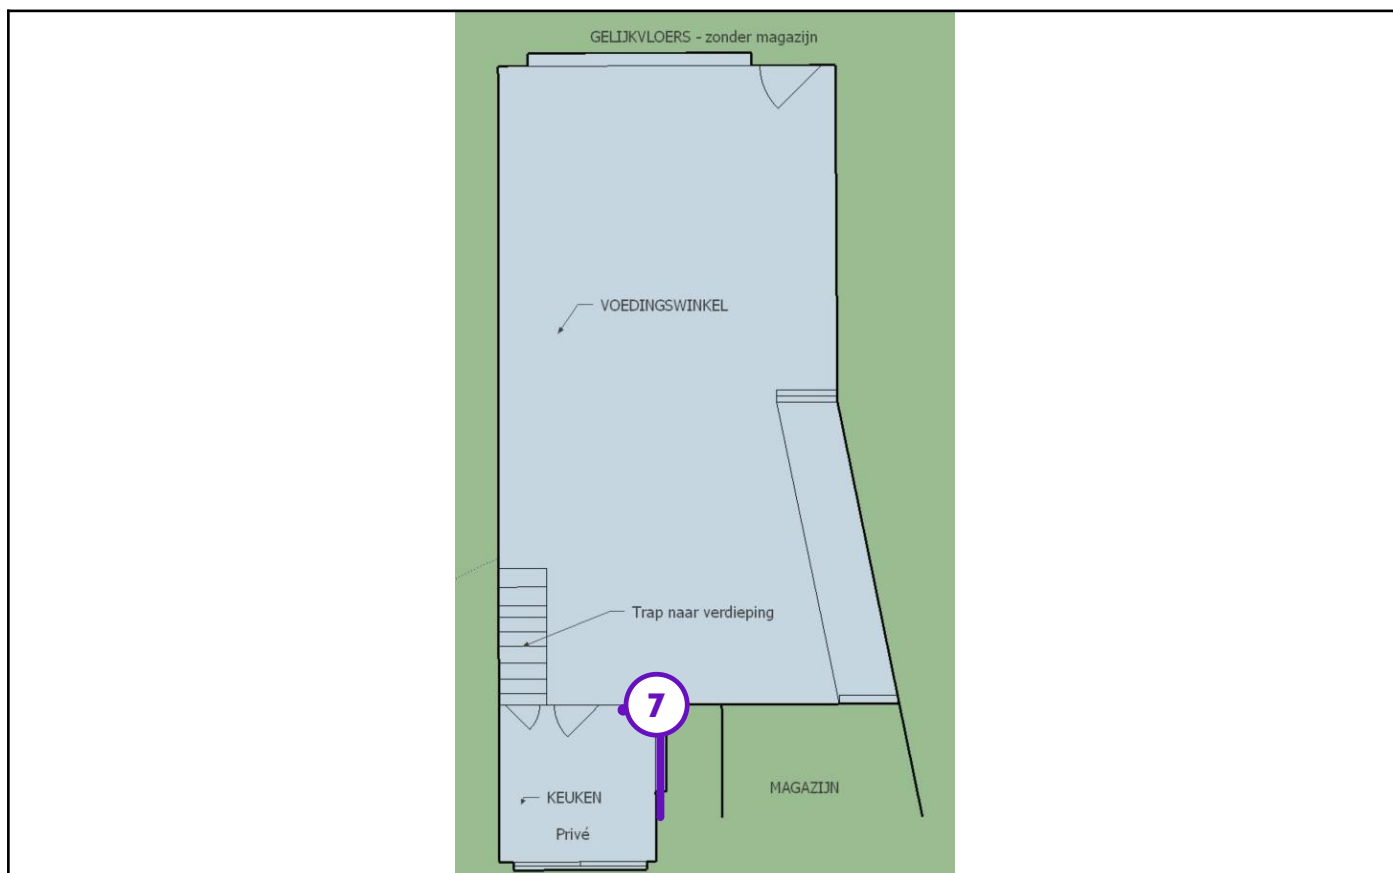 GELIJKVLOERS - zonder magazijn
VOEDINGSWINKEL
Trap naar verdieping
7
MAGAZIJN
KEUKEN
Privé